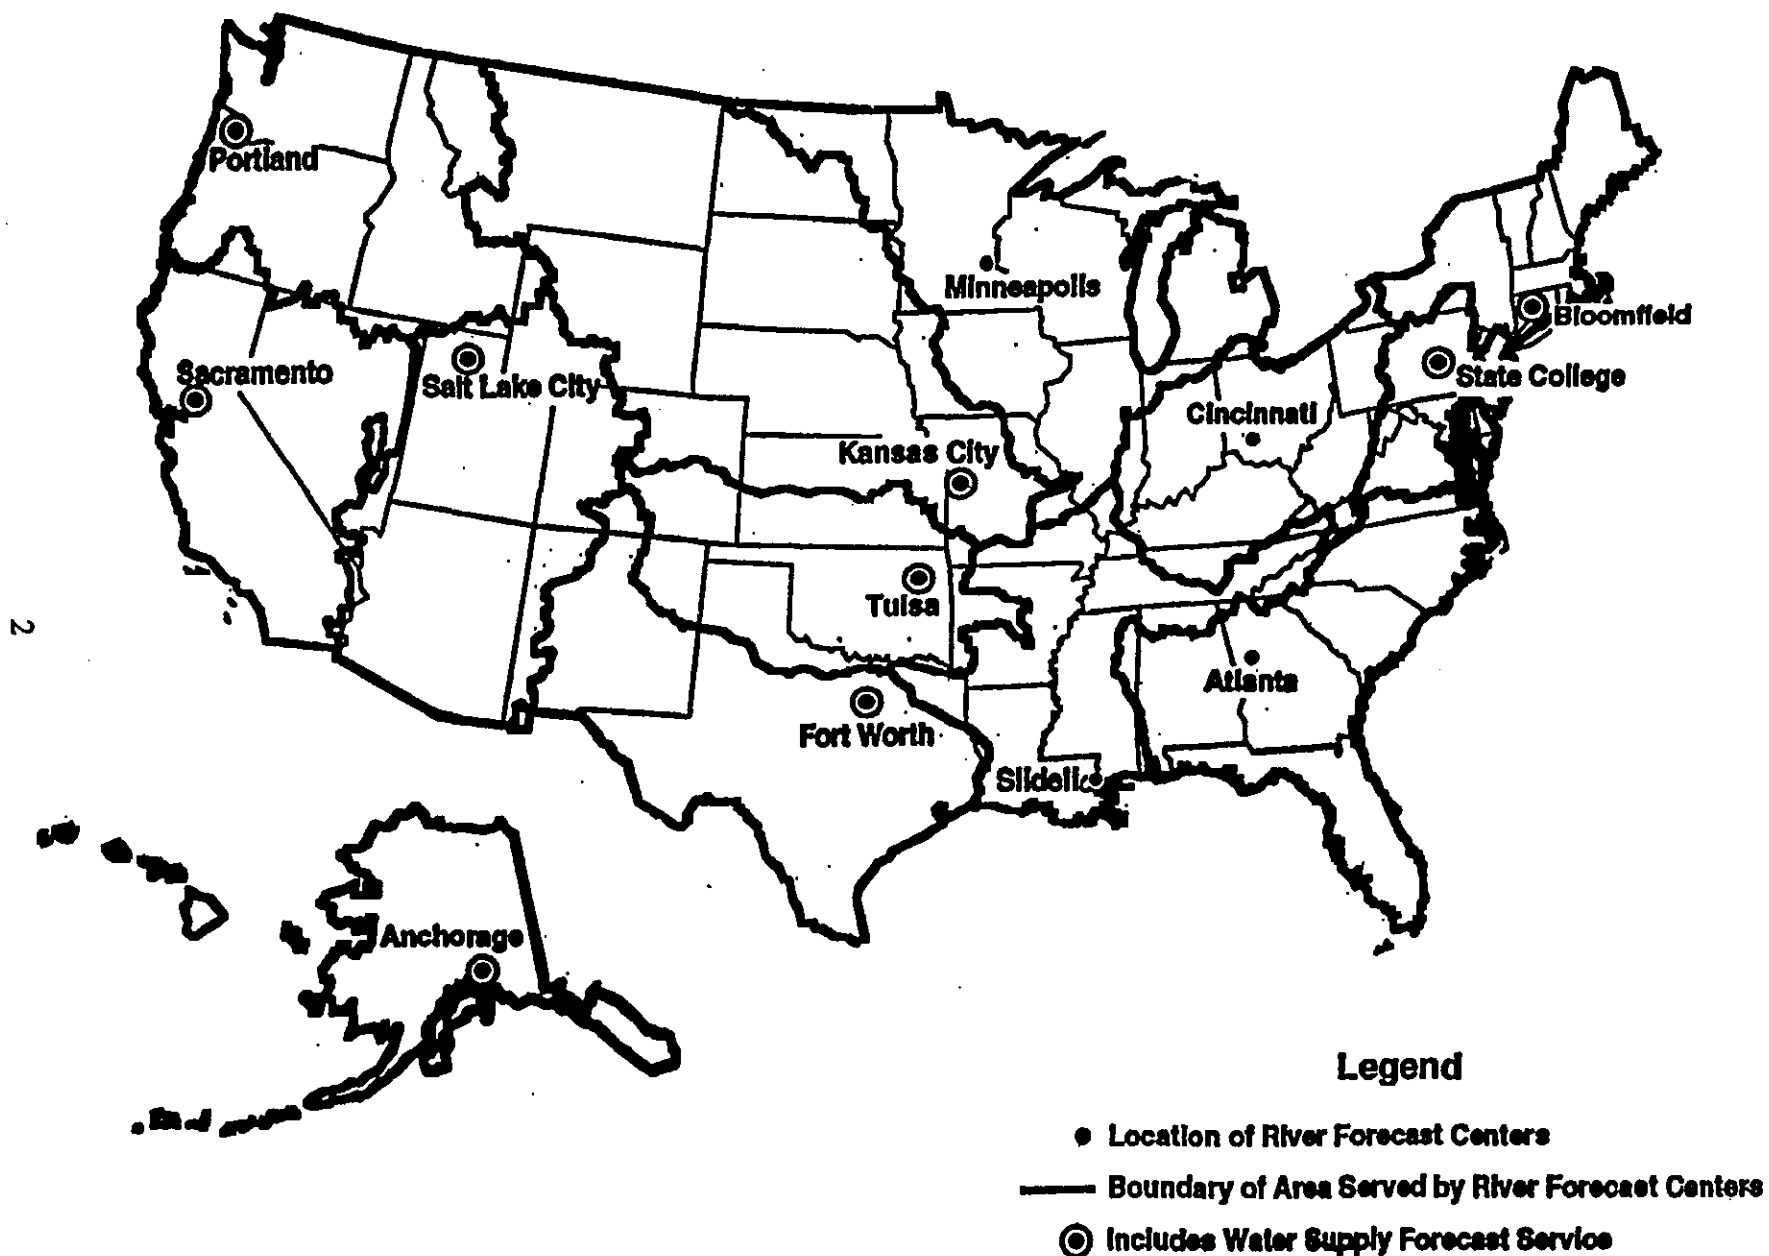 Portland
Minneapolis
Bloomfield
Sacramento
Salt Lake City
State College
Cincinnati
Kansas City
Tulsa
Atlanta
Fort Worth
Slidell
2
Anchorage
Legend
Location of River Forecast Centers
Boundary of Area Served by River Forecast Centers
Includes Water Supply Forecast Service